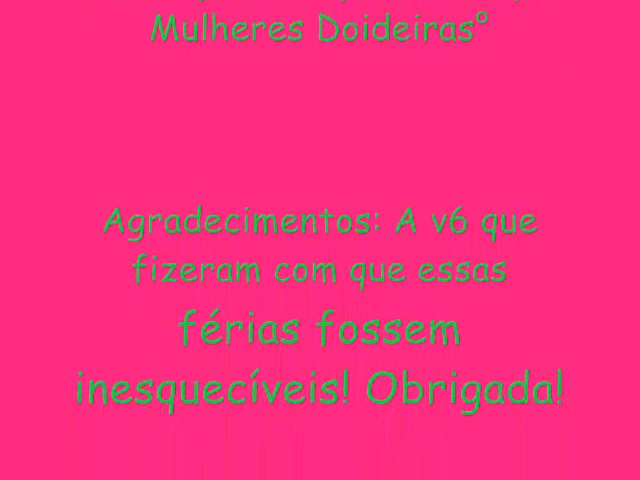 Mulheres Doideiras°
Agradecimentos: A v6 que
fizeram com que essas
férias fossem
inesquecíveis! Obrigada!